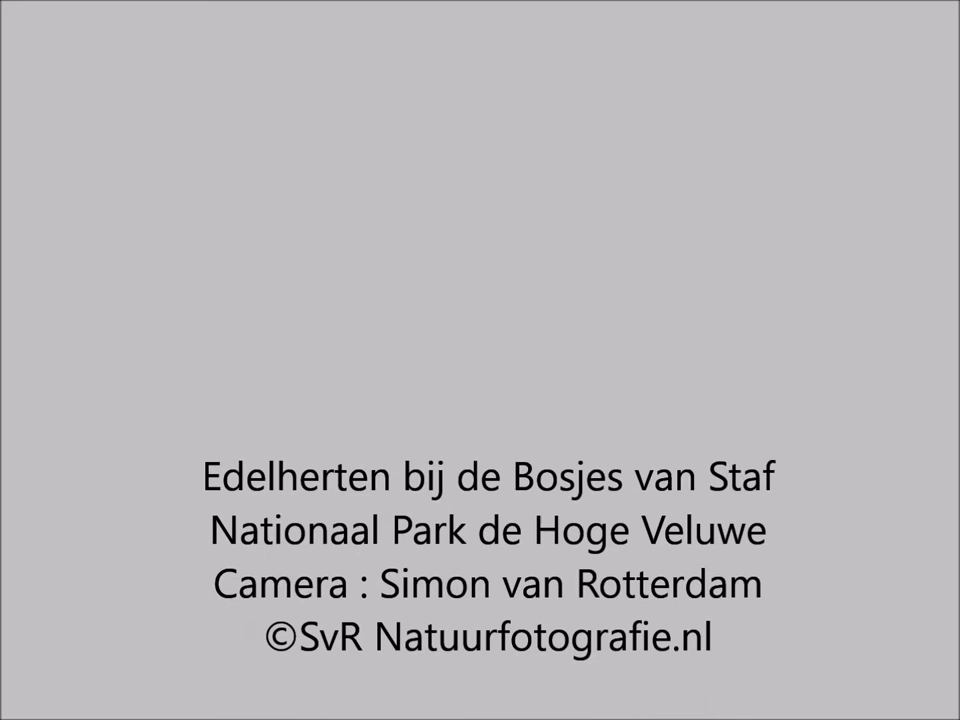 Edelherten bij de Bosjes van Staf
Nationaal Park de Hoge Veluwe
Camera : Simon van Rotterdam
©SvR Natuurfotografie.nl